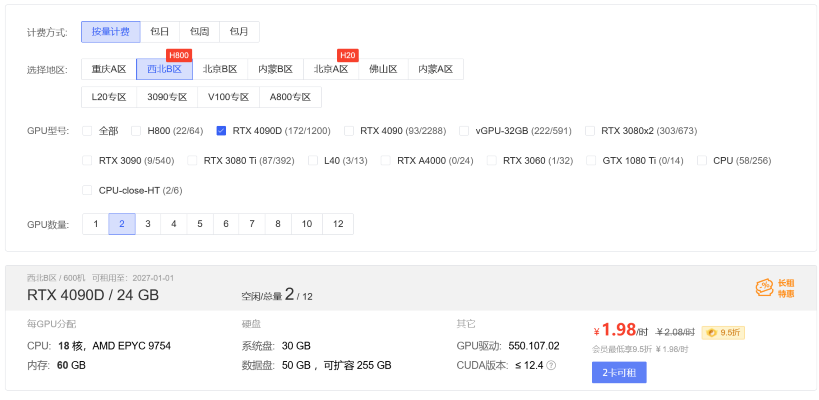 计费方式: 按量计费 包日 包周 包月
H800 H20
选择地区: 重庆A区 西北B区 北京B区 内蒙B区 北京A区 佛山区 内蒙A区
L20专区 3090专区 V100专区 A800专区
GPU型号: 全部 H800 (22/64) RTX 4090D (172/1200) RTX 4090 (93/2288) vGPU-32GB (222/591) RTX 3080x2 (303/673)
RTX 3090 (9/540) RTX 3080 Ti (87/392) L40 (3/13) RTX A4000 (0/24) RTX 3060 (1/32) GTX 1080 Ti (0/14) CPU (58/256)
CPU-close-HT (2/6)
GPU数量: 1 2 3 4 5 6 7 8 10 12
西北B区 / 600机 可租用至: 2027-01-01
RTX 4090D / 24 GB 空闲/总量 2 / 12 长租
特惠
每GPU分配 硬盘 其它
CPU: 18 核, AMD EPYC 9754 系统盘: 30 GB GPU驱动: 550.107.02 ¥1.98/时 ¥2.08/时 9.5折
会员最低享9.5折 ¥1.98/时
内存: 60 GB 数据盘: 50 GB ，可扩容 255 GB CUDA版本: ≤ 12.4 ?
2卡可租